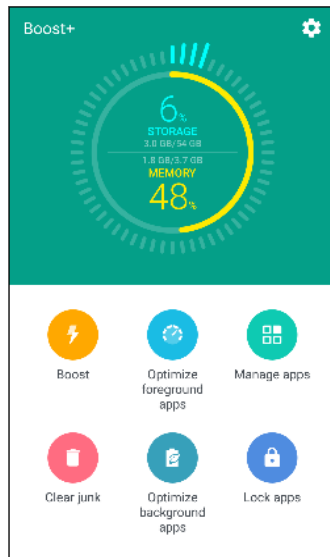 Boost+
6%
STORAGE
3.0 GB/54 GB
1.8 GB/3.7 GB
MEMORY
48%
Boost
Optimize
foreground
apps
Manage apps
Clear junk
Optimize
background
apps
Lock apps